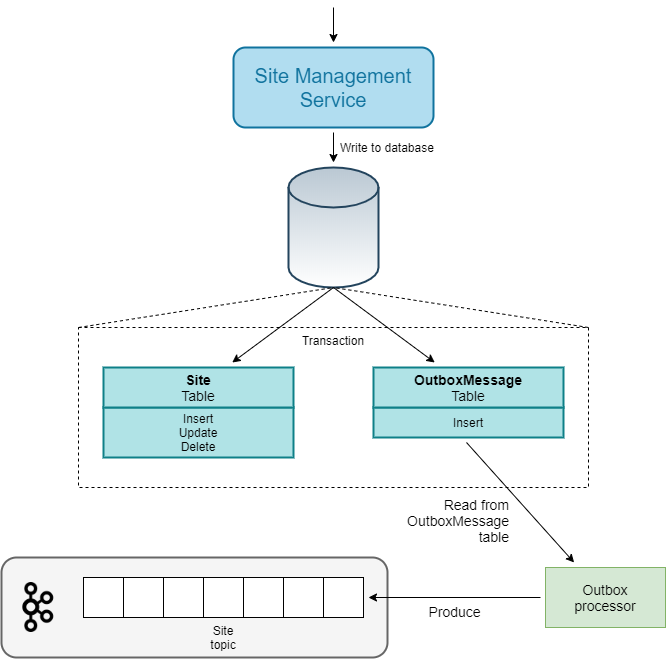 Site Management
Service
Write to database
Transaction
Site
Table
Insert
Update
Delete
OutboxMessage
Table
Insert
Read from
OutboxMessage
table
Outbox
processor
Produce
Site
topic